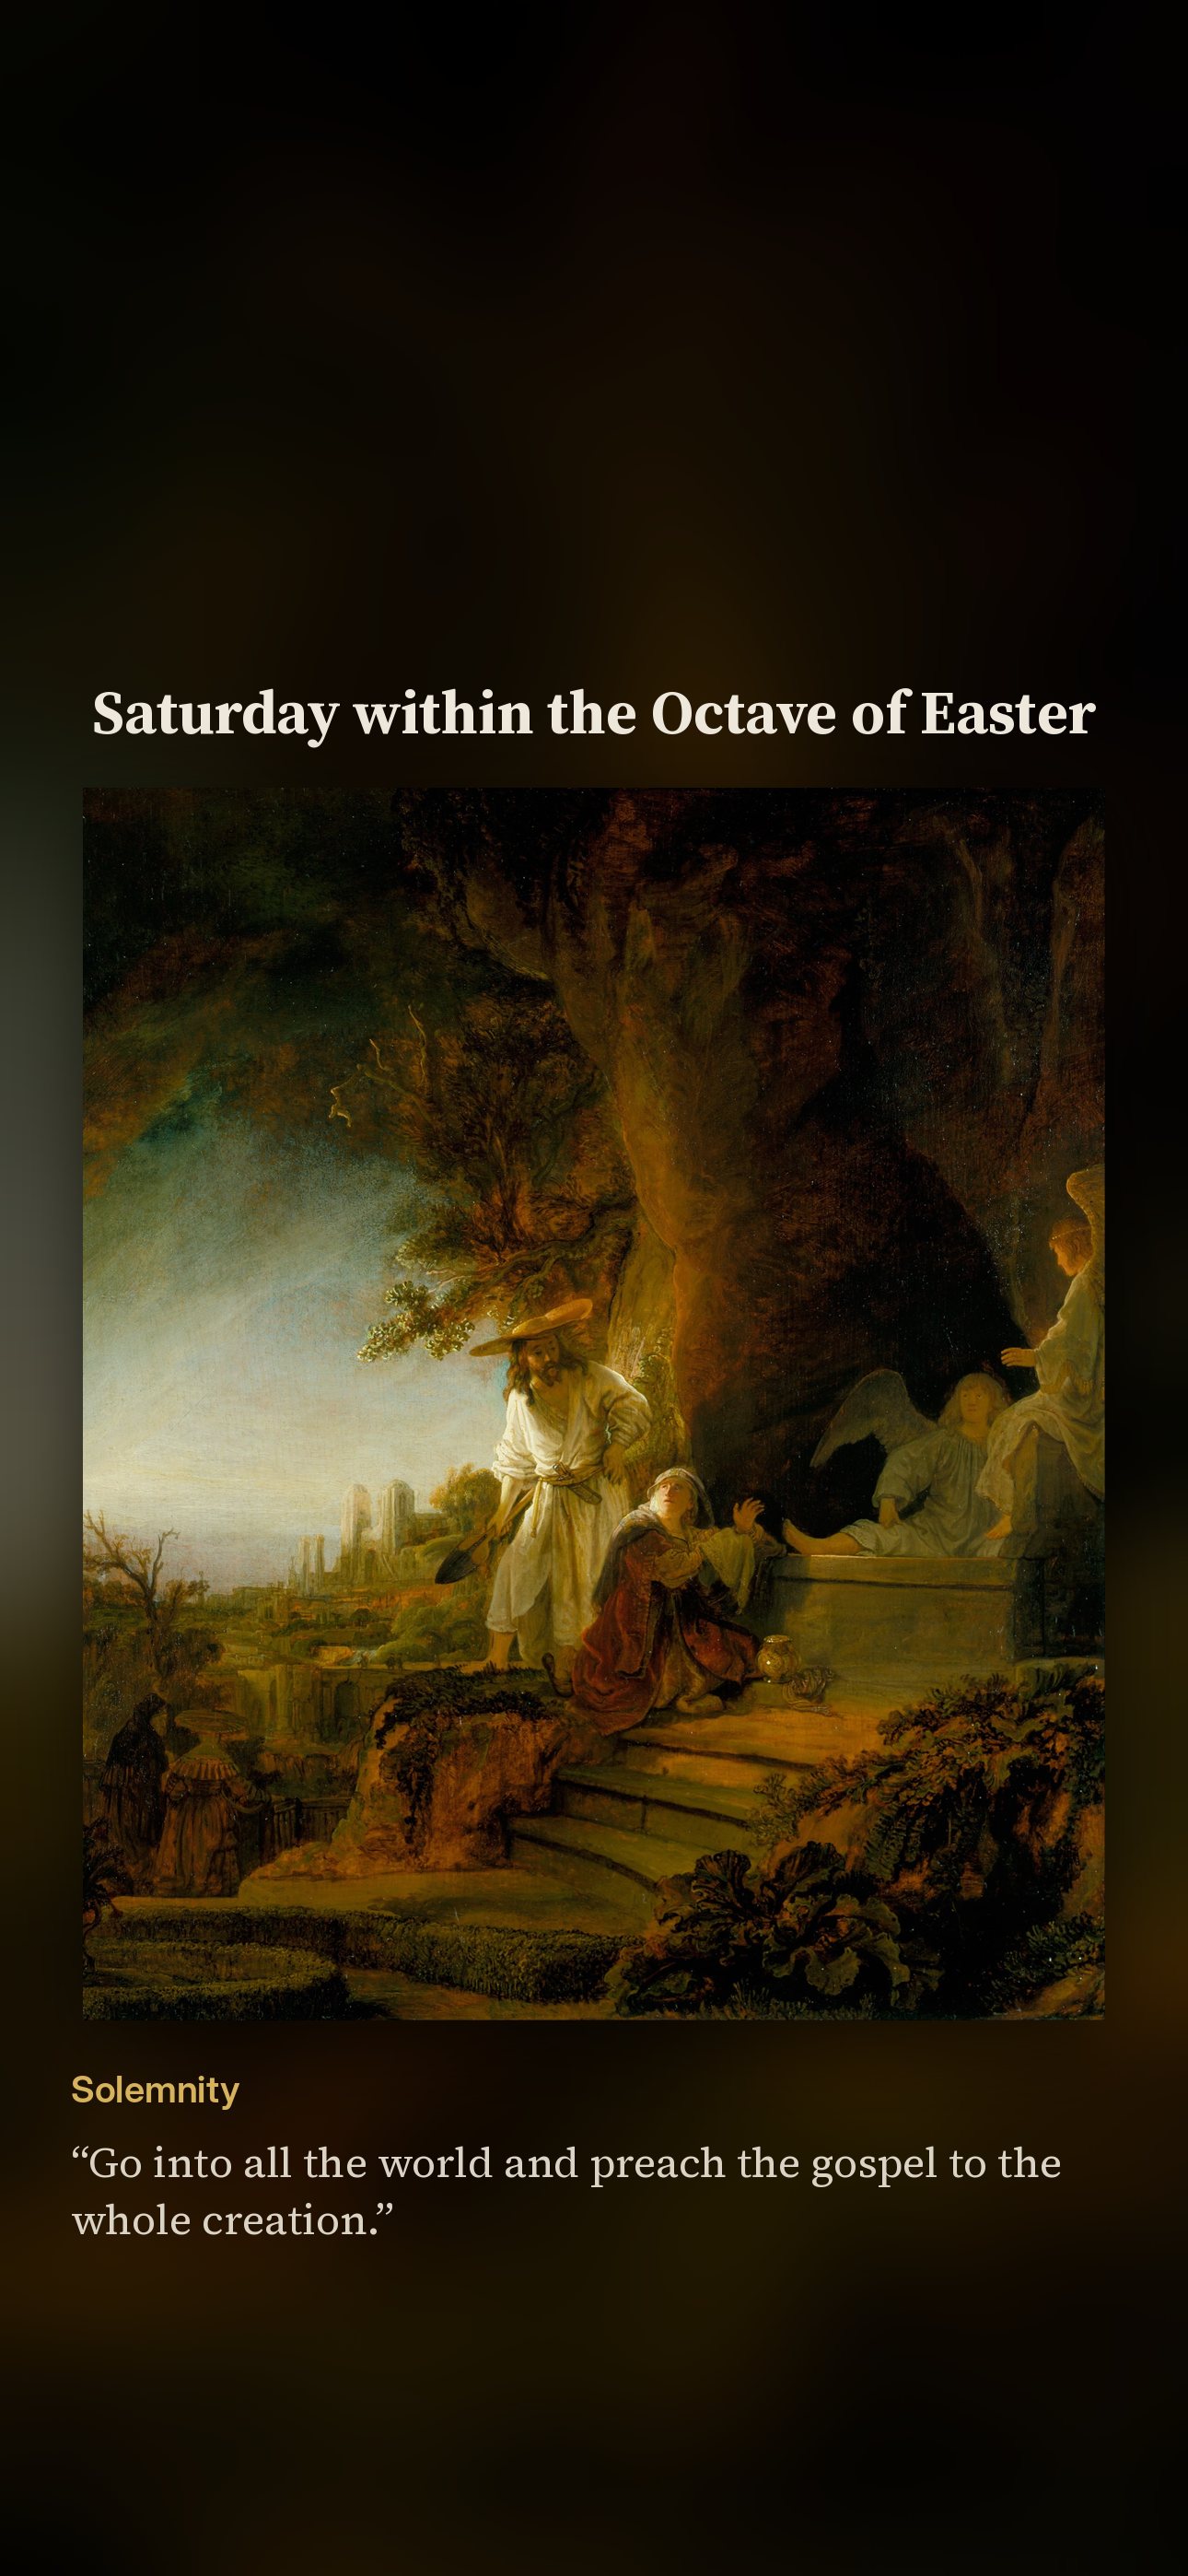 Saturday within the Octave of Easter
Solemnity
“Go into all the world and preach the gospel to the
whole creation.”